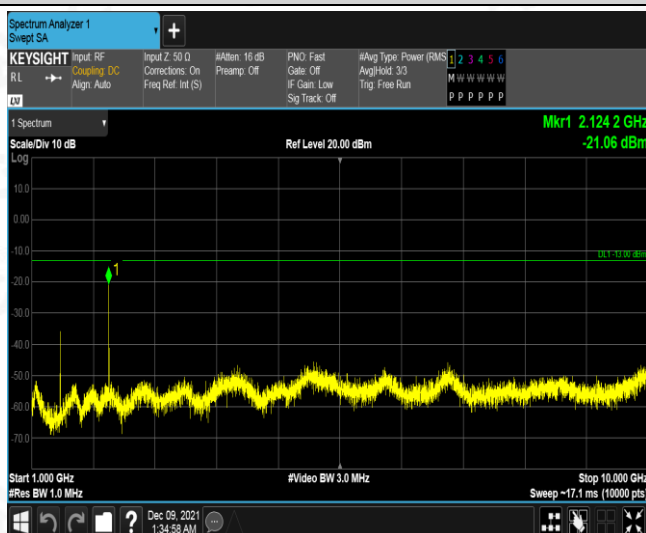 Spectrum Analyzer 1
Swept SA
+
KEYSIGHT
RL
LXI
Input: RF
Coupling: DC
Align: Auto
Input Z: 50 Ω
Corrections: On
Freq Ref: Int (S)
#Atten: 16 dB
Preamp: Off
PNO: Fast
Gate: Off
IF Gain: Low
Sig Track: Off
#Avg Type: Power (RMS
Avg|Hold: 3/3
Trig: Free Run
1 2 3 4 5 6
M W W W W W
P P P P P P
1 Spectrum
Scale/Div 10 dB
Ref Level 20.00 dBm
Mkr1 2.124 2 GHz
-21.06 dBm
Log
10.0
0.00
-10.0
-20.0
-30.0
-40.0
-50.0
-60.0
-70.0
1
DL1 -13.00 dBm
Start 1.000 GHz
#Video BW 3.0 MHz
Stop 10.000 GHz
#Res BW 1.0 MHz
Sweep ~17.1 ms (10000 pts)
?
Dec 09, 2021
1:34:58 AM